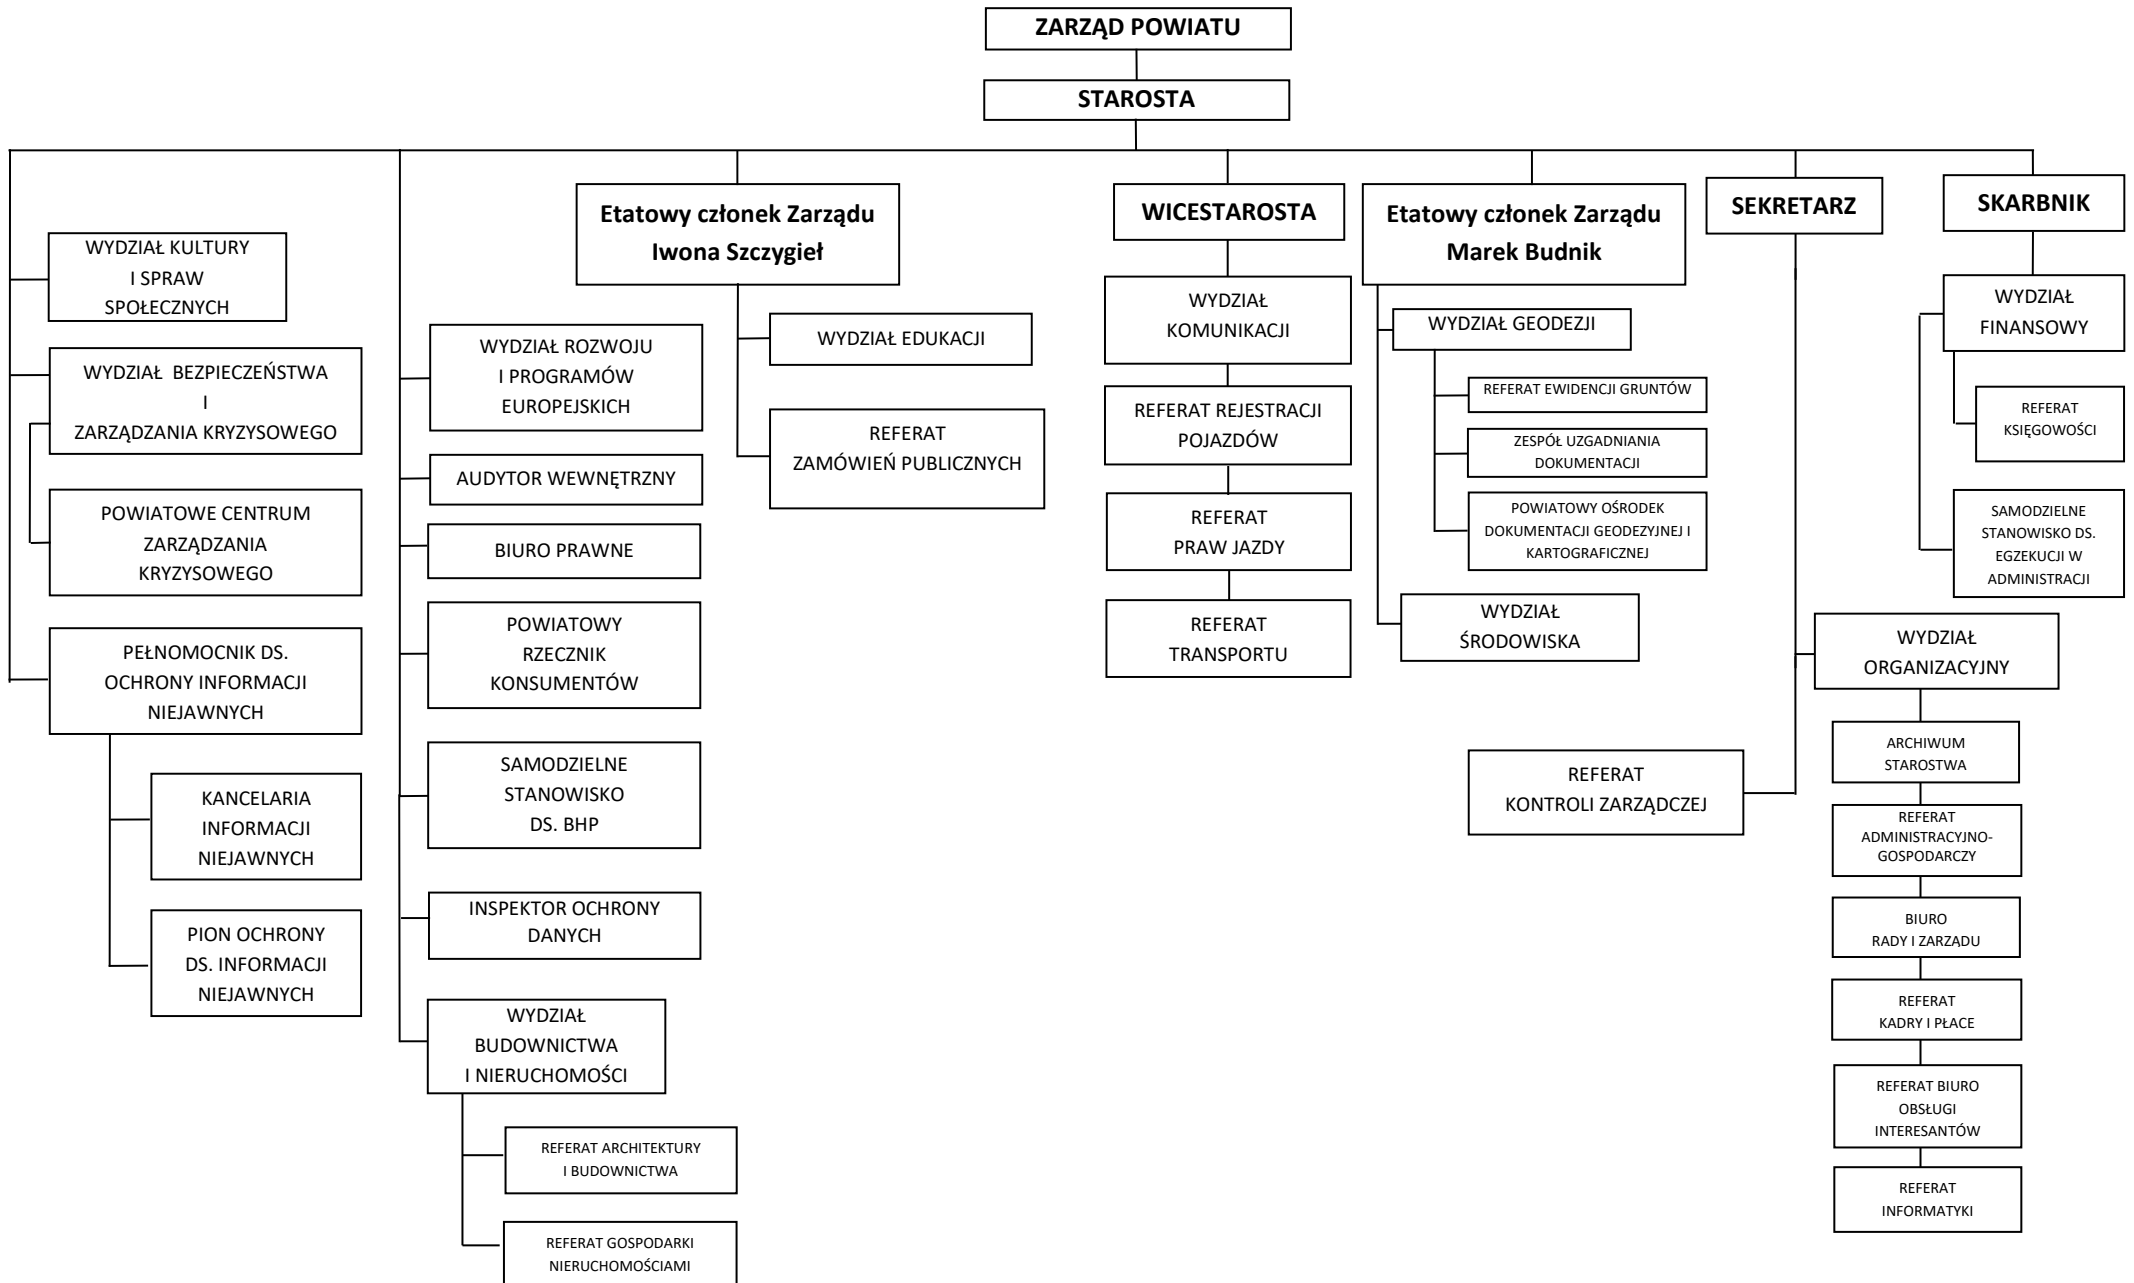 ZARZĄD POWIATU
STAROSTA
WYDZIAŁ KULTURY
I SPRAW
SPOŁECZNYCH
WYDZIAŁ BEZPIECZEŃSTWA
I
ZARZĄDZANIA KRYZYSOWEGO
POWIATOWE CENTRUM
ZARZĄDZANIA
KRYZYSOWEGO
PEŁNOMOCNIK DS.
OCHRONY INFORMACJI
NIEJAWNYCH
KANCELARIA
INFORMACJI
NIEJAWNYCH
PION OCHRONY
DS. INFORMACJI
NIEJAWNYCH
WYDZIAŁ ROZWOJU
I PROGRAMÓW
EUROPEJSKICH
AUDYTOR WEWNĘTRZNY
BIURO PRAWNE
POWIATOWY
RZECZNIK
KONSUMENTÓW
SAMODZIELNE
STANOWISKO
DS. BHP
INSPEKTOR OCHRONY
DANYCH
WYDZIAŁ
BUDOWNICTWA
I NIERUCHOMOŚCI
REFERAT ARCHITEKTURY
I BUDOWNICTWA
REFERAT GOSPODARKI
NIERUCHOMOŚCIAMI
Etatowy członek Zarządu
Iwona Szczygieł
WYDZIAŁ EDUKACJI
REFERAT
ZAMÓWIEŃ PUBLICZNYCH
WICESTAROSTA
WYDZIAŁ
KOMUNIKACJI
REFERAT REJESTRACJI
POJAZDÓW
REFERAT
PRAW JAZDY
REFERAT
TRANSPORTU
Etatowy członek Zarządu
Marek Budnik
WYDZIAŁ GEODEZJI
REFERAT EWIDENCJI GRUNTÓW
ZESPÓŁ UZGADNIANIA
DOKUMENTACJI
POWIATOWY OŚRODEK
DOKUMENTACJI GEODEZYJNEJ I
KARTOGRAFICZNEJ
WYDZIAŁ
ŚRODOWISKA
SEKRETARZ
WYDZIAŁ
ORGANIZACYJNY
ARCHIWUM
STAROSTWA
REFERAT
ADMINISTRACYJNO-
GOSPODARCZY
BIURO
RADY I ZARZĄDU
REFERAT
KADRY I PŁACE
REFERAT BIURO
OBSŁUGI
INTERESANTÓW
REFERAT
INFORMATYKI
REFERAT
KONTROLI ZARZĄDCZEJ
SKARBNIK
WYDZIAŁ
FINANSOWY
REFERAT
KSIĘGOWOŚCI
SAMODZIELNE
STANOWISKO DS.
EGZEKUCJI W
ADMINISTRACJI